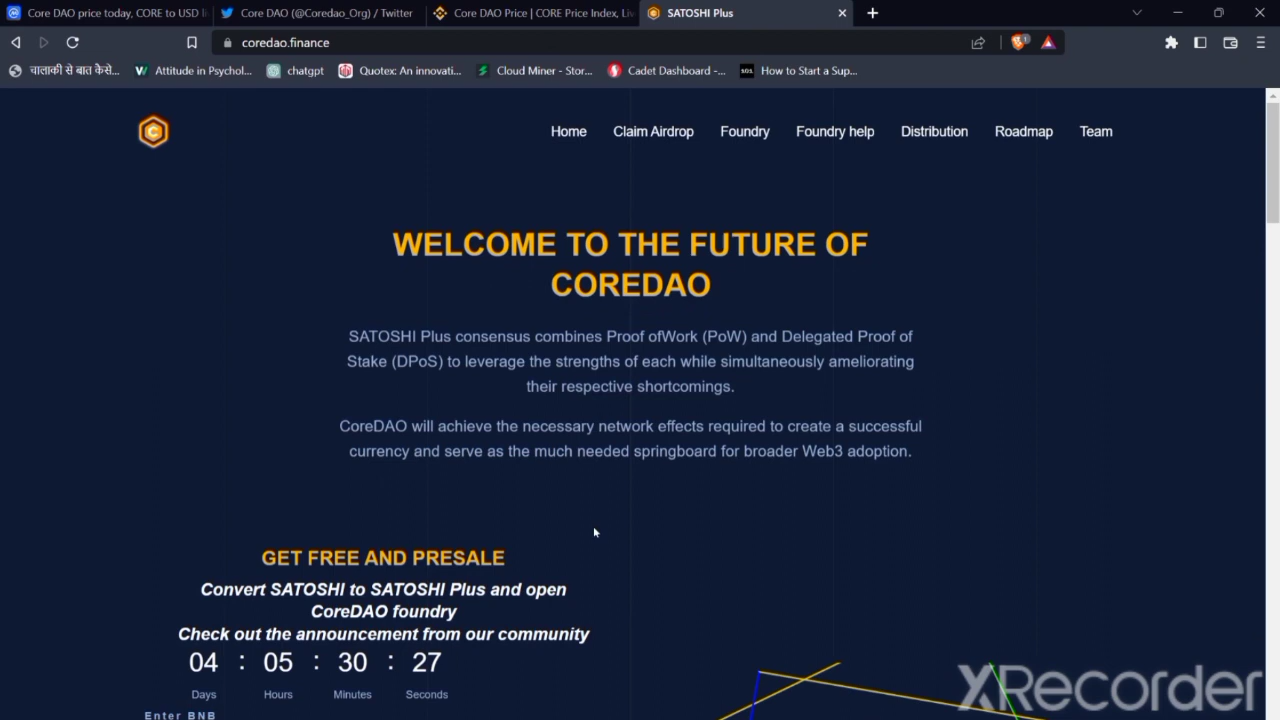 Core DAO price today, CORE to USD li
Core DAO (@Coredao_Org) / Twitter
Core DAO Price | CORE Price Index, Liv
SATOSHI Plus
coredao.finance
चालाकी से बात कैसे...
Attitude in Psychol...
chatgpt
Quotex: An innovati...
Cloud Miner - Stor...
Cadet Dashboard -...
How to Start a Sup...
Home
Claim Airdrop
Foundry
Foundry help
Distribution
Roadmap
Team
WELCOME TO THE FUTURE OF
COREDAO
SATOSHI Plus consensus combines Proof ofWork (PoW) and Delegated Proof of
Stake (DPoS) to leverage the strengths of each while simultaneously ameliorating
their respective shortcomings.
CoreDAO will achieve the necessary network effects required to create a successful
currency and serve as the much needed springboard for broader Web3 adoption.
GET FREE AND PRESALE
Convert SATOSHI to SATOSHI Plus and open
CoreDAO foundry
Check out the announcement from our community
04 : 05 : 30 : 27
Days Hours Minutes Seconds
Enter BNB
XRecorder